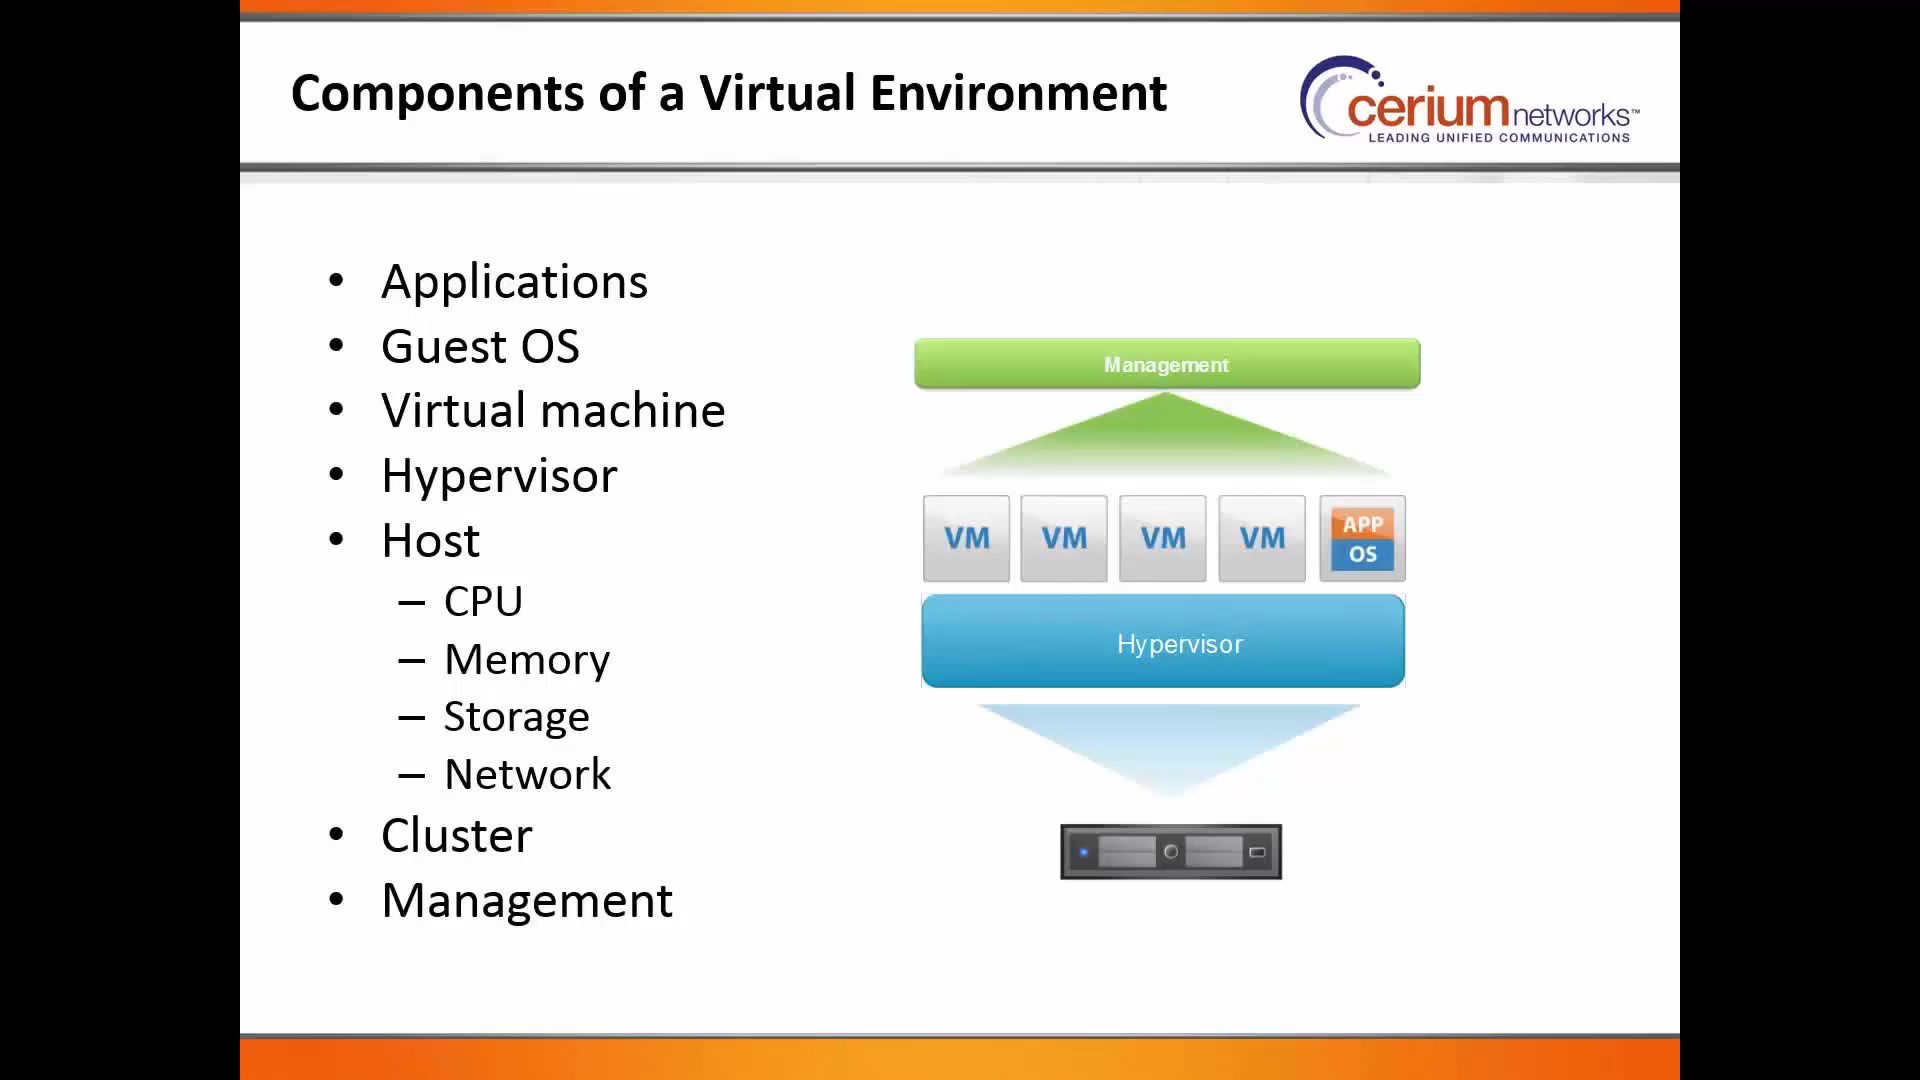 Components of a Virtual Environment
cerium networks™
LEADING UNIFIED COMMUNICATIONS
• Applications
• Guest OS
• Virtual machine
• Hypervisor
• Host
– CPU
– Memory
– Storage
– Network
• Cluster
• Management
Management
VM VM VM VM APP
OS
Hypervisor